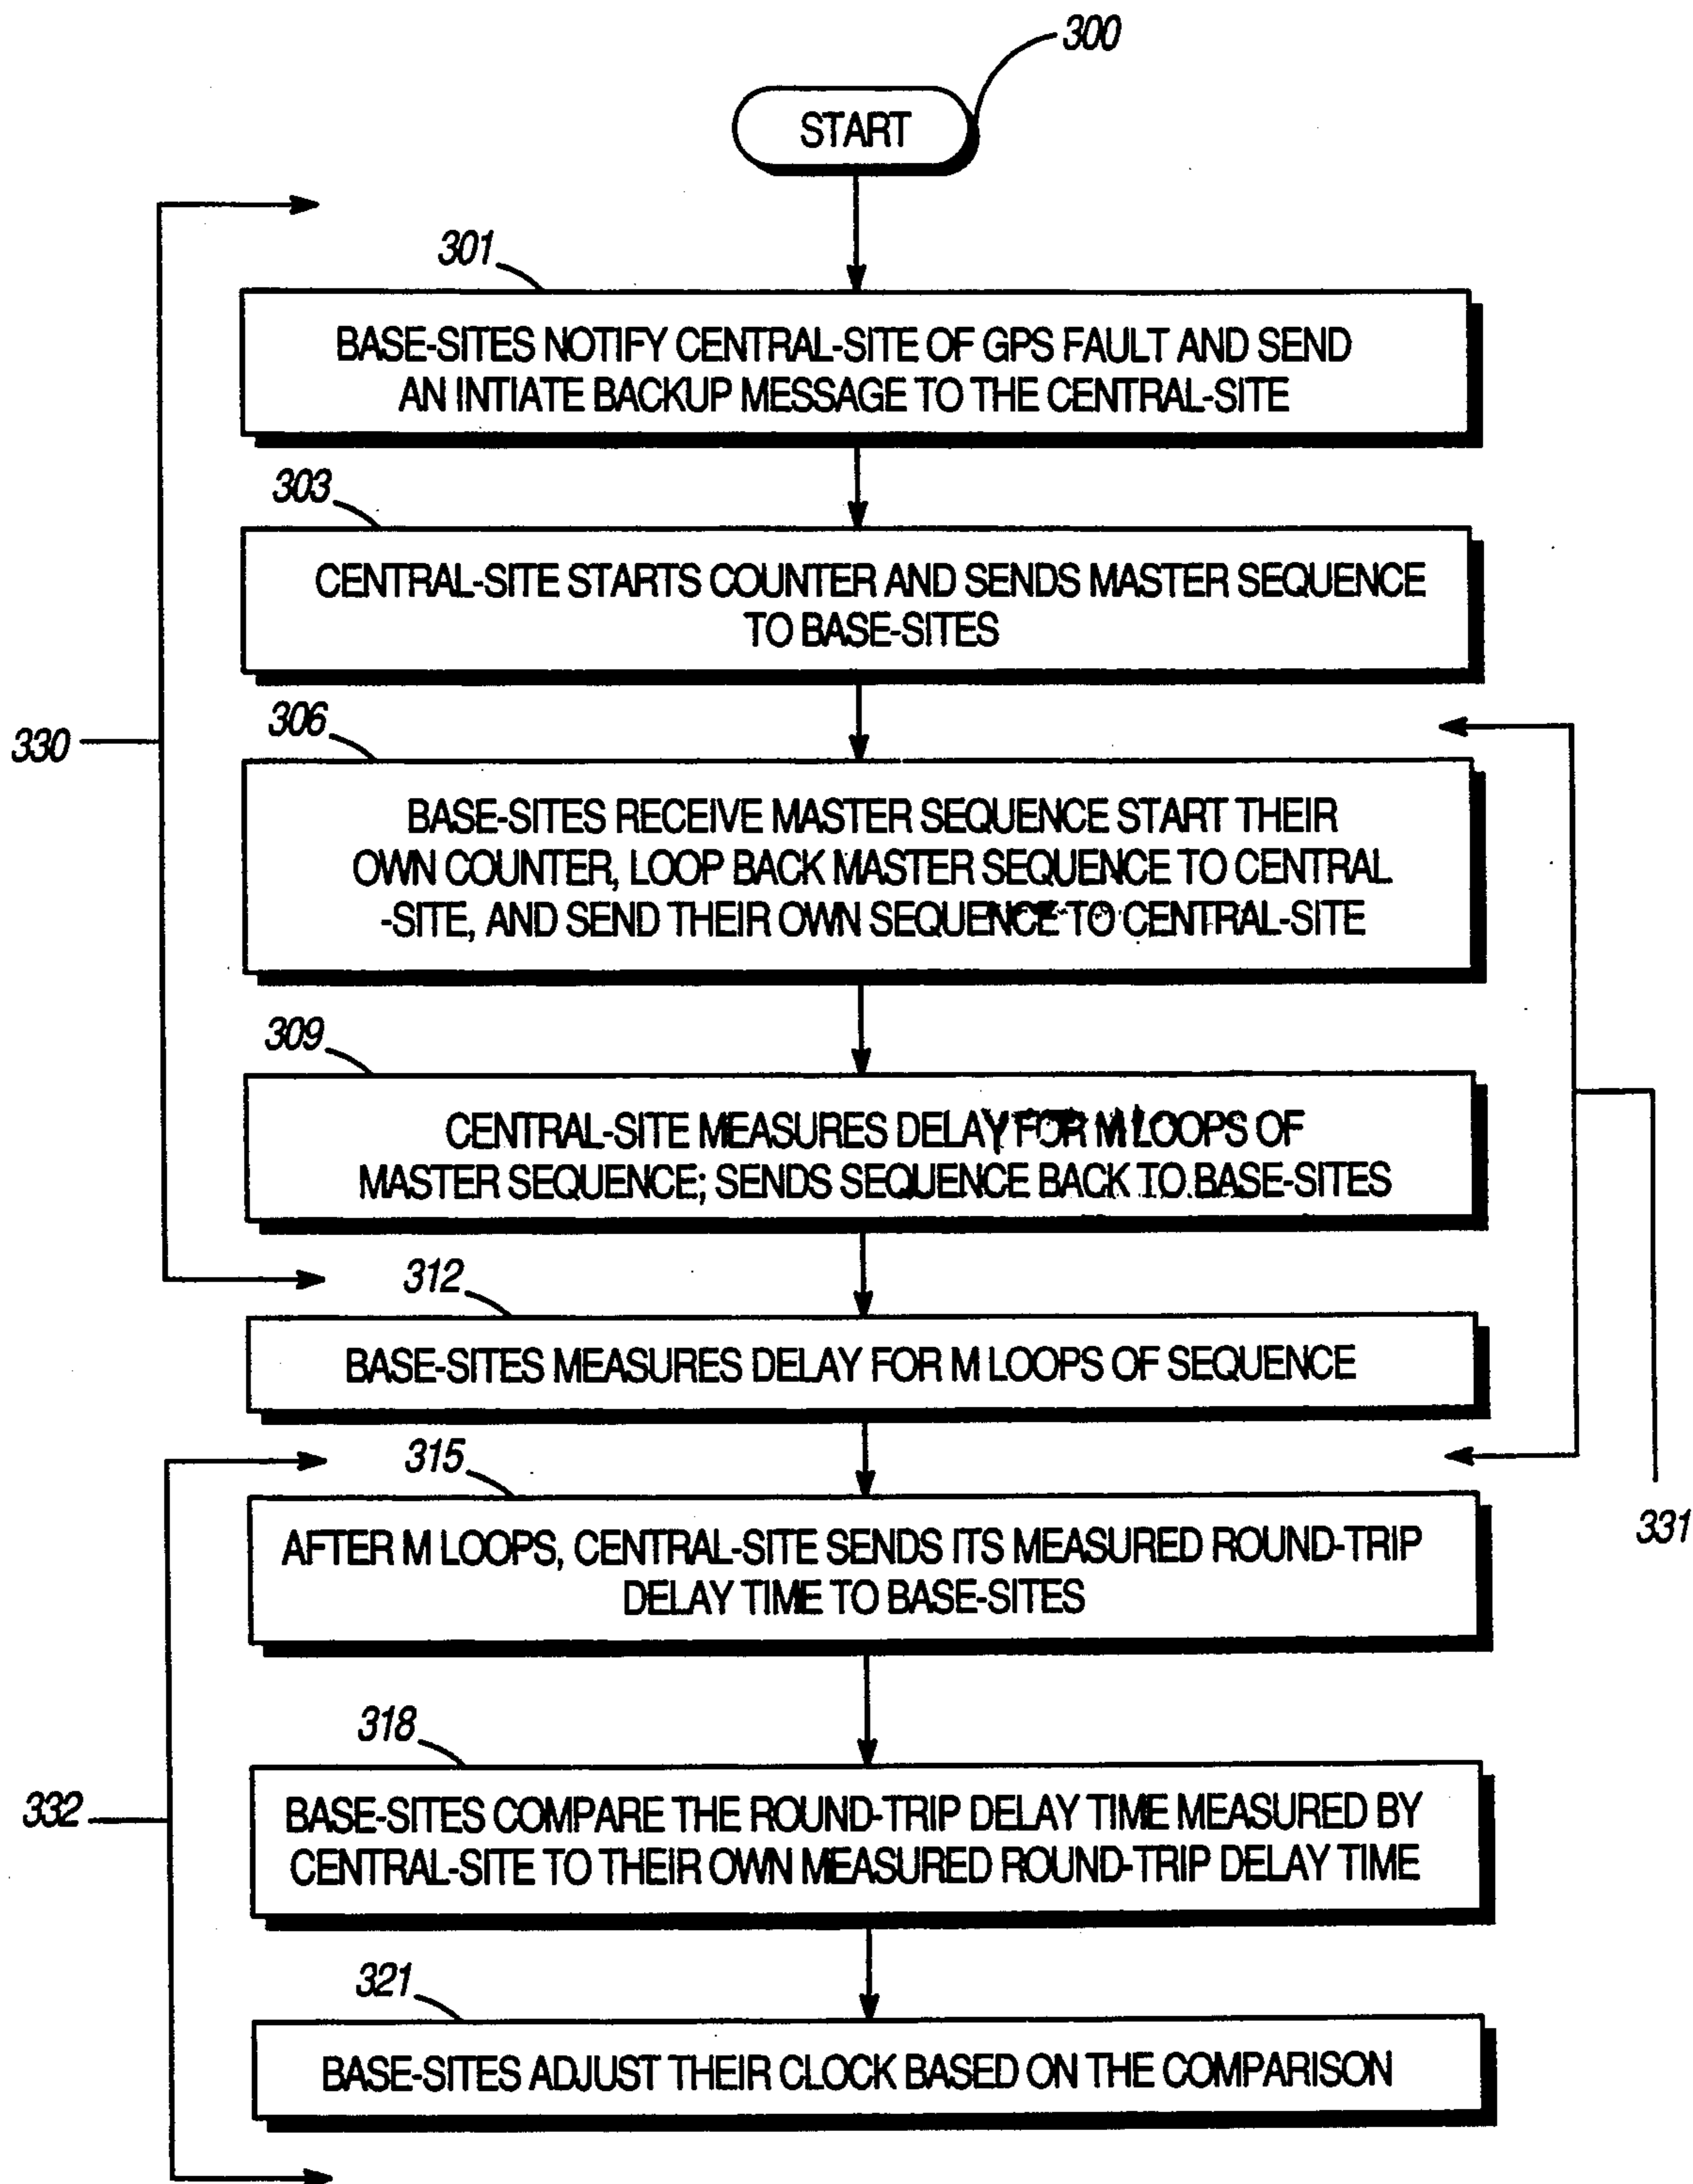 300
START
301
BASE-SITES NOTIFY CENTRAL-SITE OF GPS FAULT AND SEND
AN INTIATE BACKUP MESSAGE TO THE CENTRAL-SITE
303
CENTRAL-SITE STARTS COUNTER AND SENDS MASTER SEQUENCE
TO BASE-SITES
330
306
BASE-SITES RECEIVE MASTER SEQUENCE START THEIR
OWN COUNTER, LOOP BACK MASTER SEQUENCE TO CENTRAL
-SITE, AND SEND THEIR OWN SEQUENCE TO CENTRAL-SITE
309
CENTRAL-SITE MEASURES DELAY FOR M LOOPS OF
MASTER SEQUENCE; SENDS SEQUENCE BACK TO BASE-SITES
312
BASE-SITES MEASURES DELAY FOR M LOOPS OF SEQUENCE
315
AFTER M LOOPS, CENTRAL-SITE SENDS ITS MEASURED ROUND-TRIP
DELAY TIME TO BASE-SITES
331
318
BASE-SITES COMPARE THE ROUND-TRIP DELAY TIME MEASURED BY
CENTRAL-SITE TO THEIR OWN MEASURED ROUND-TRIP DELAY TIME
332
321
BASE-SITES ADJUST THEIR CLOCK BASED ON THE COMPARISON